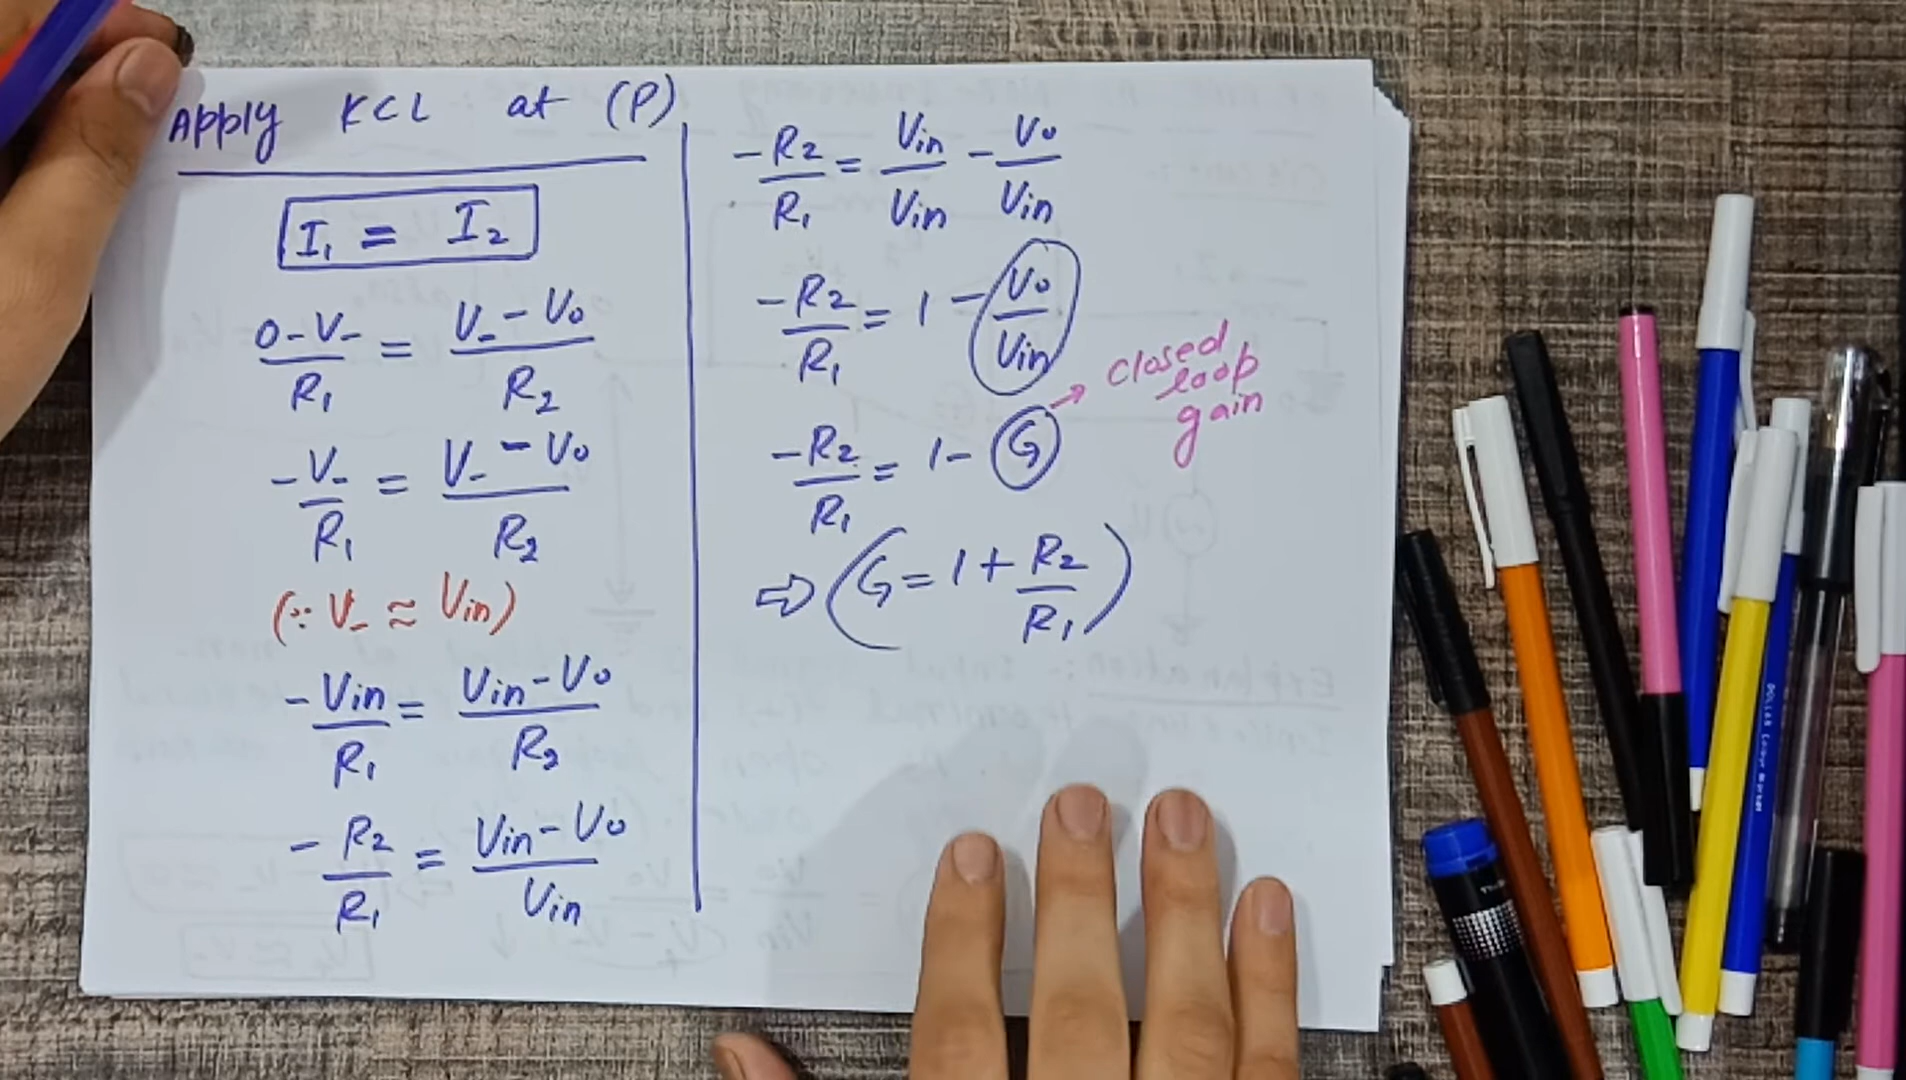 Apply KCL at (P)
I₁ = I₂
0-V₋/R₁ = V₋-V₀/R₂
-V₋/R₁ = V₋-V₀/R₂
(∵ V₋ ≈ Vin)
-Vin/R₁ = Vin-V₀/R₂
-R₂/R₁ = Vin-V₀/Vin
-R₂/R₁ = Vin/Vin - V₀/Vin
-R₂/R₁ = 1 - V₀/Vin
-R₂/R₁ = 1 - G → closed loop gain
⇒ (G = 1 + R₂/R₁)